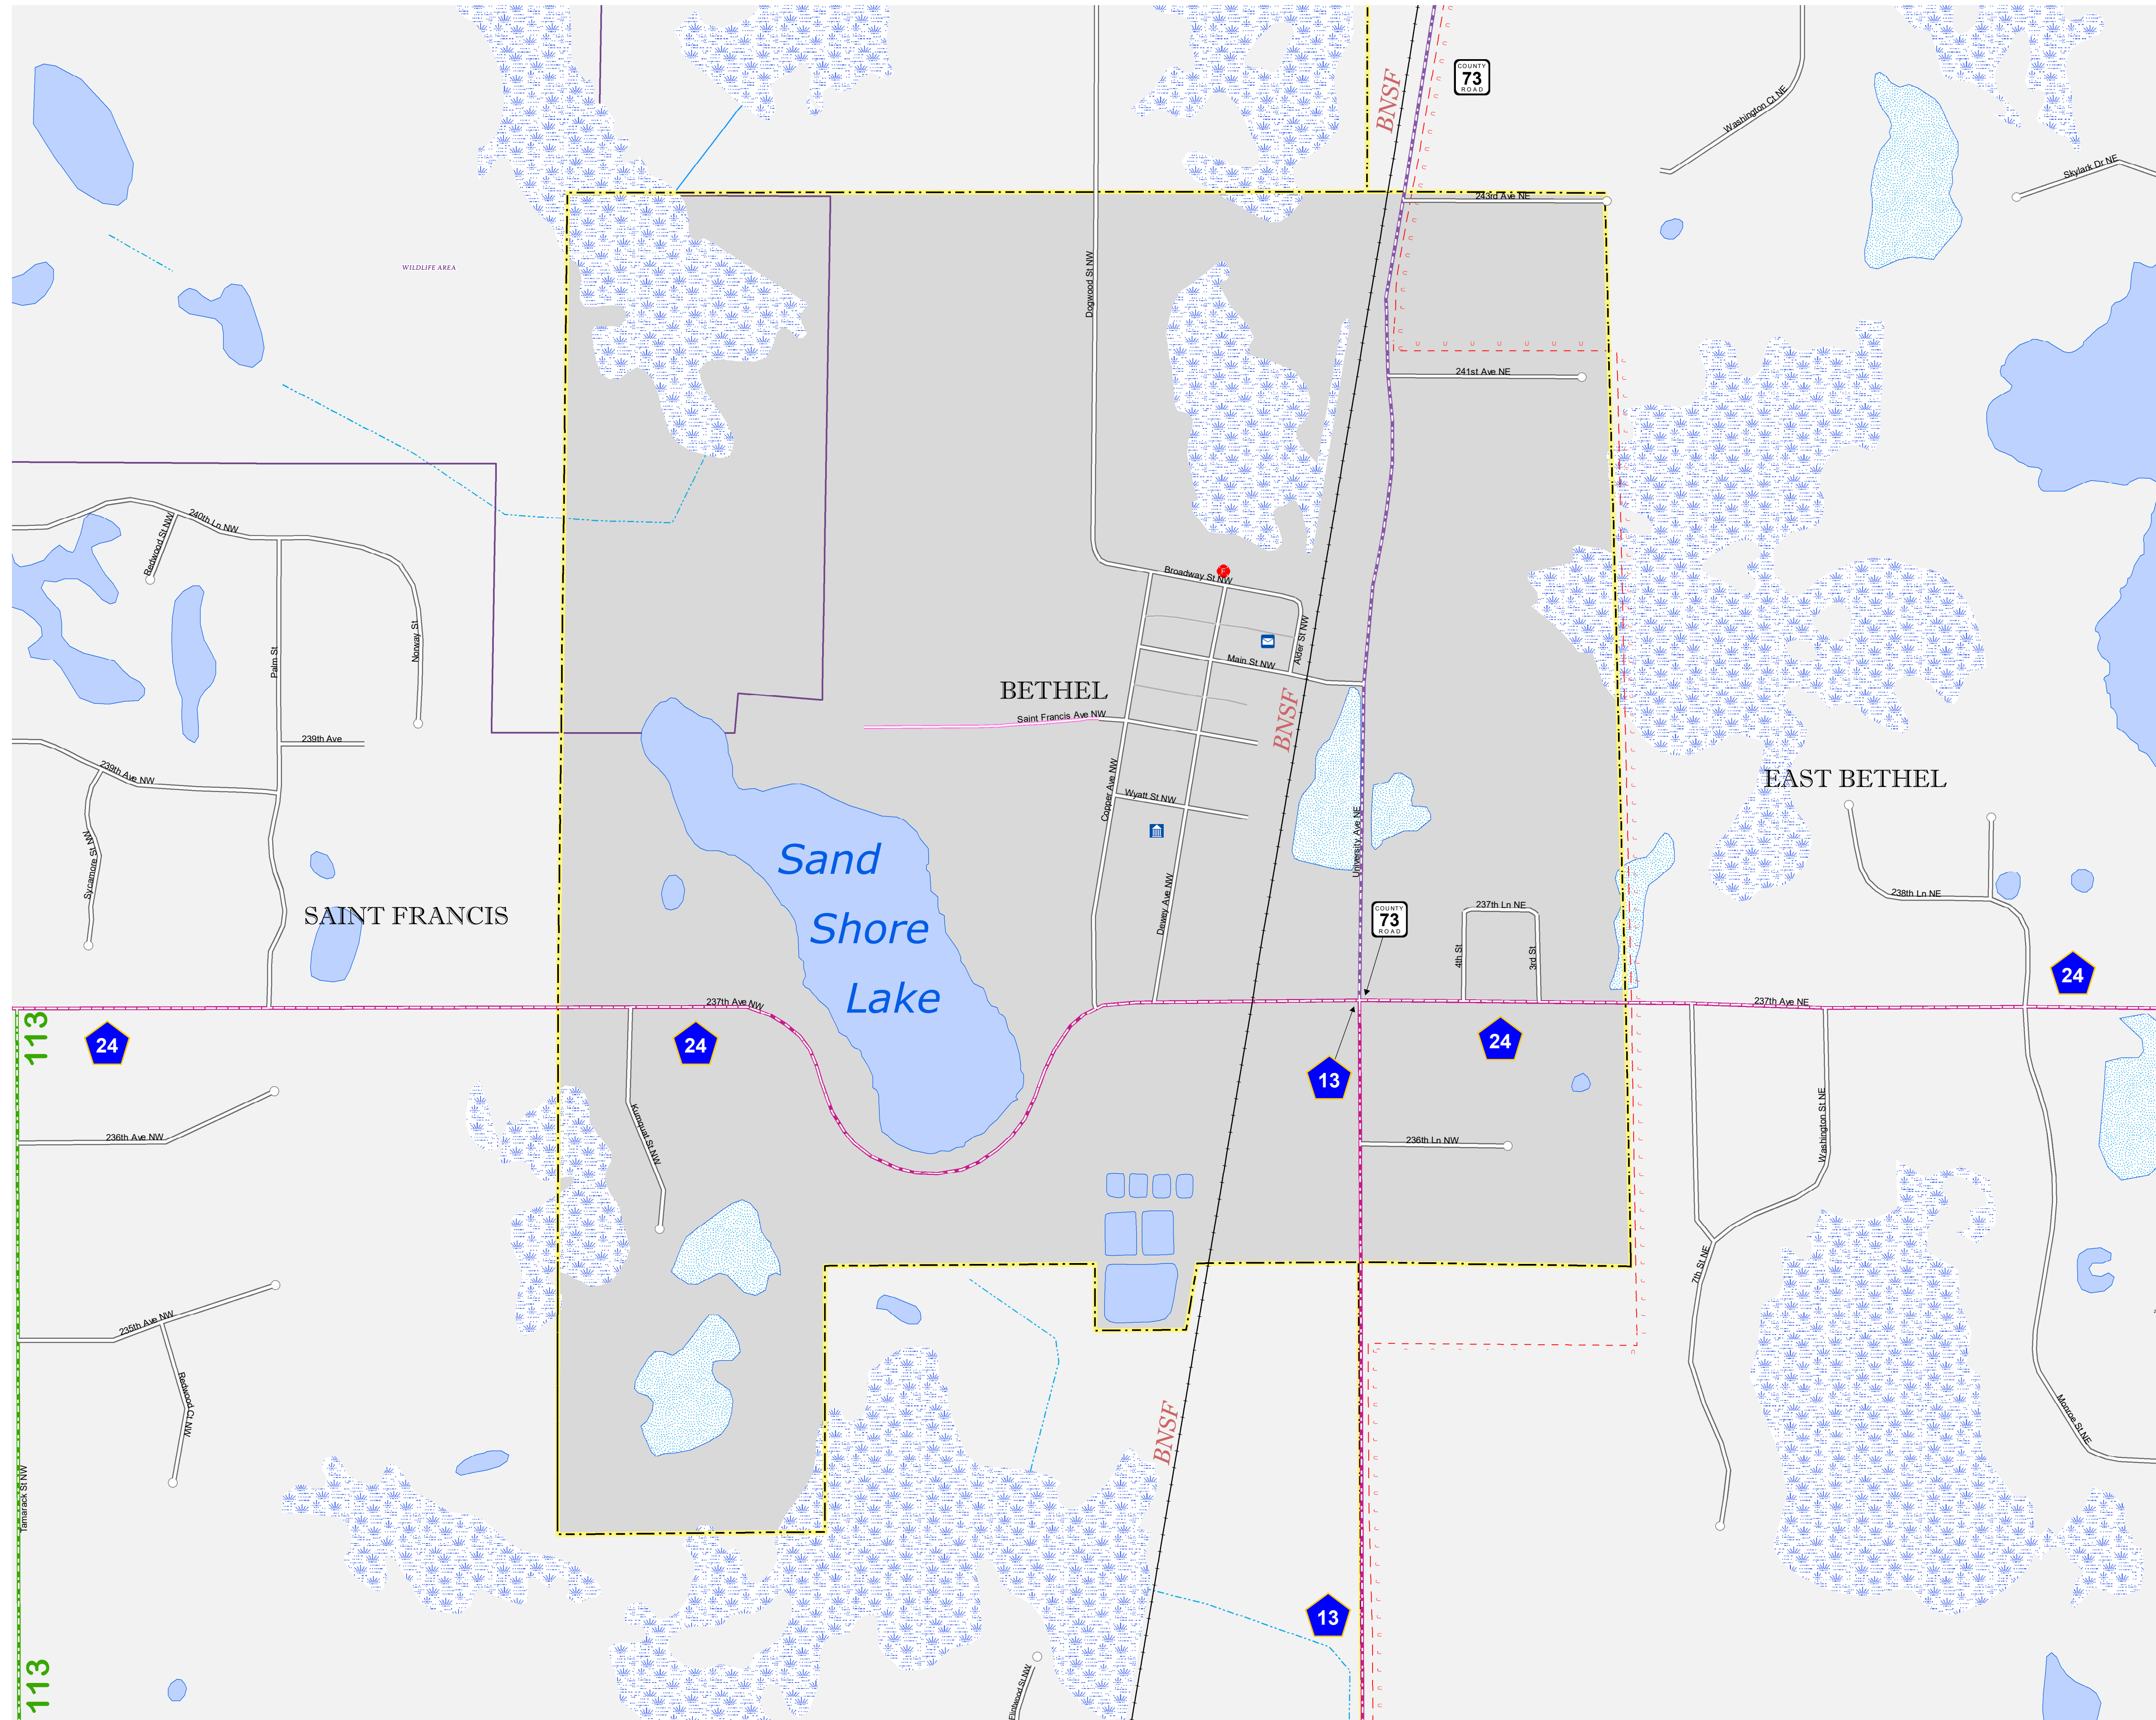 BNSF
COUNTY
73
ROAD
Washington Ct NE
Skylark Dr NE
243rd Ave NE
WILDLIFE AREA
Dogwood St NW
241st Ave NE
240th Ln NW
Redwood St NW
Broadway St NW
F
Palm St
Norway St
Alder St NW
Main St NW
BETHEL
Saint Francis Ave NW
BNSF
239th Ave
239th Ave NW
EAST BETHEL
Copper Ave NW
Wyatt St NW
University Ave NE
Sycamore St NW
Sand
Shore
Lake
SAINT FRANCIS
Dewey Ave NW
COUNTY
73
ROAD
237th Ln NE
4th St
3rd St
238th Ln NE
24
237th Ave NW
237th Ave NE
113
24
24
24
13
236th Ave NW
Kumquat St NW
236th Ln NW
Washington St NE
7th St NE
235th Ave NW
Redwood Ct NW
BNSF
Monroe St NE
Tamarack St NW
13
113
Flintwood St NW